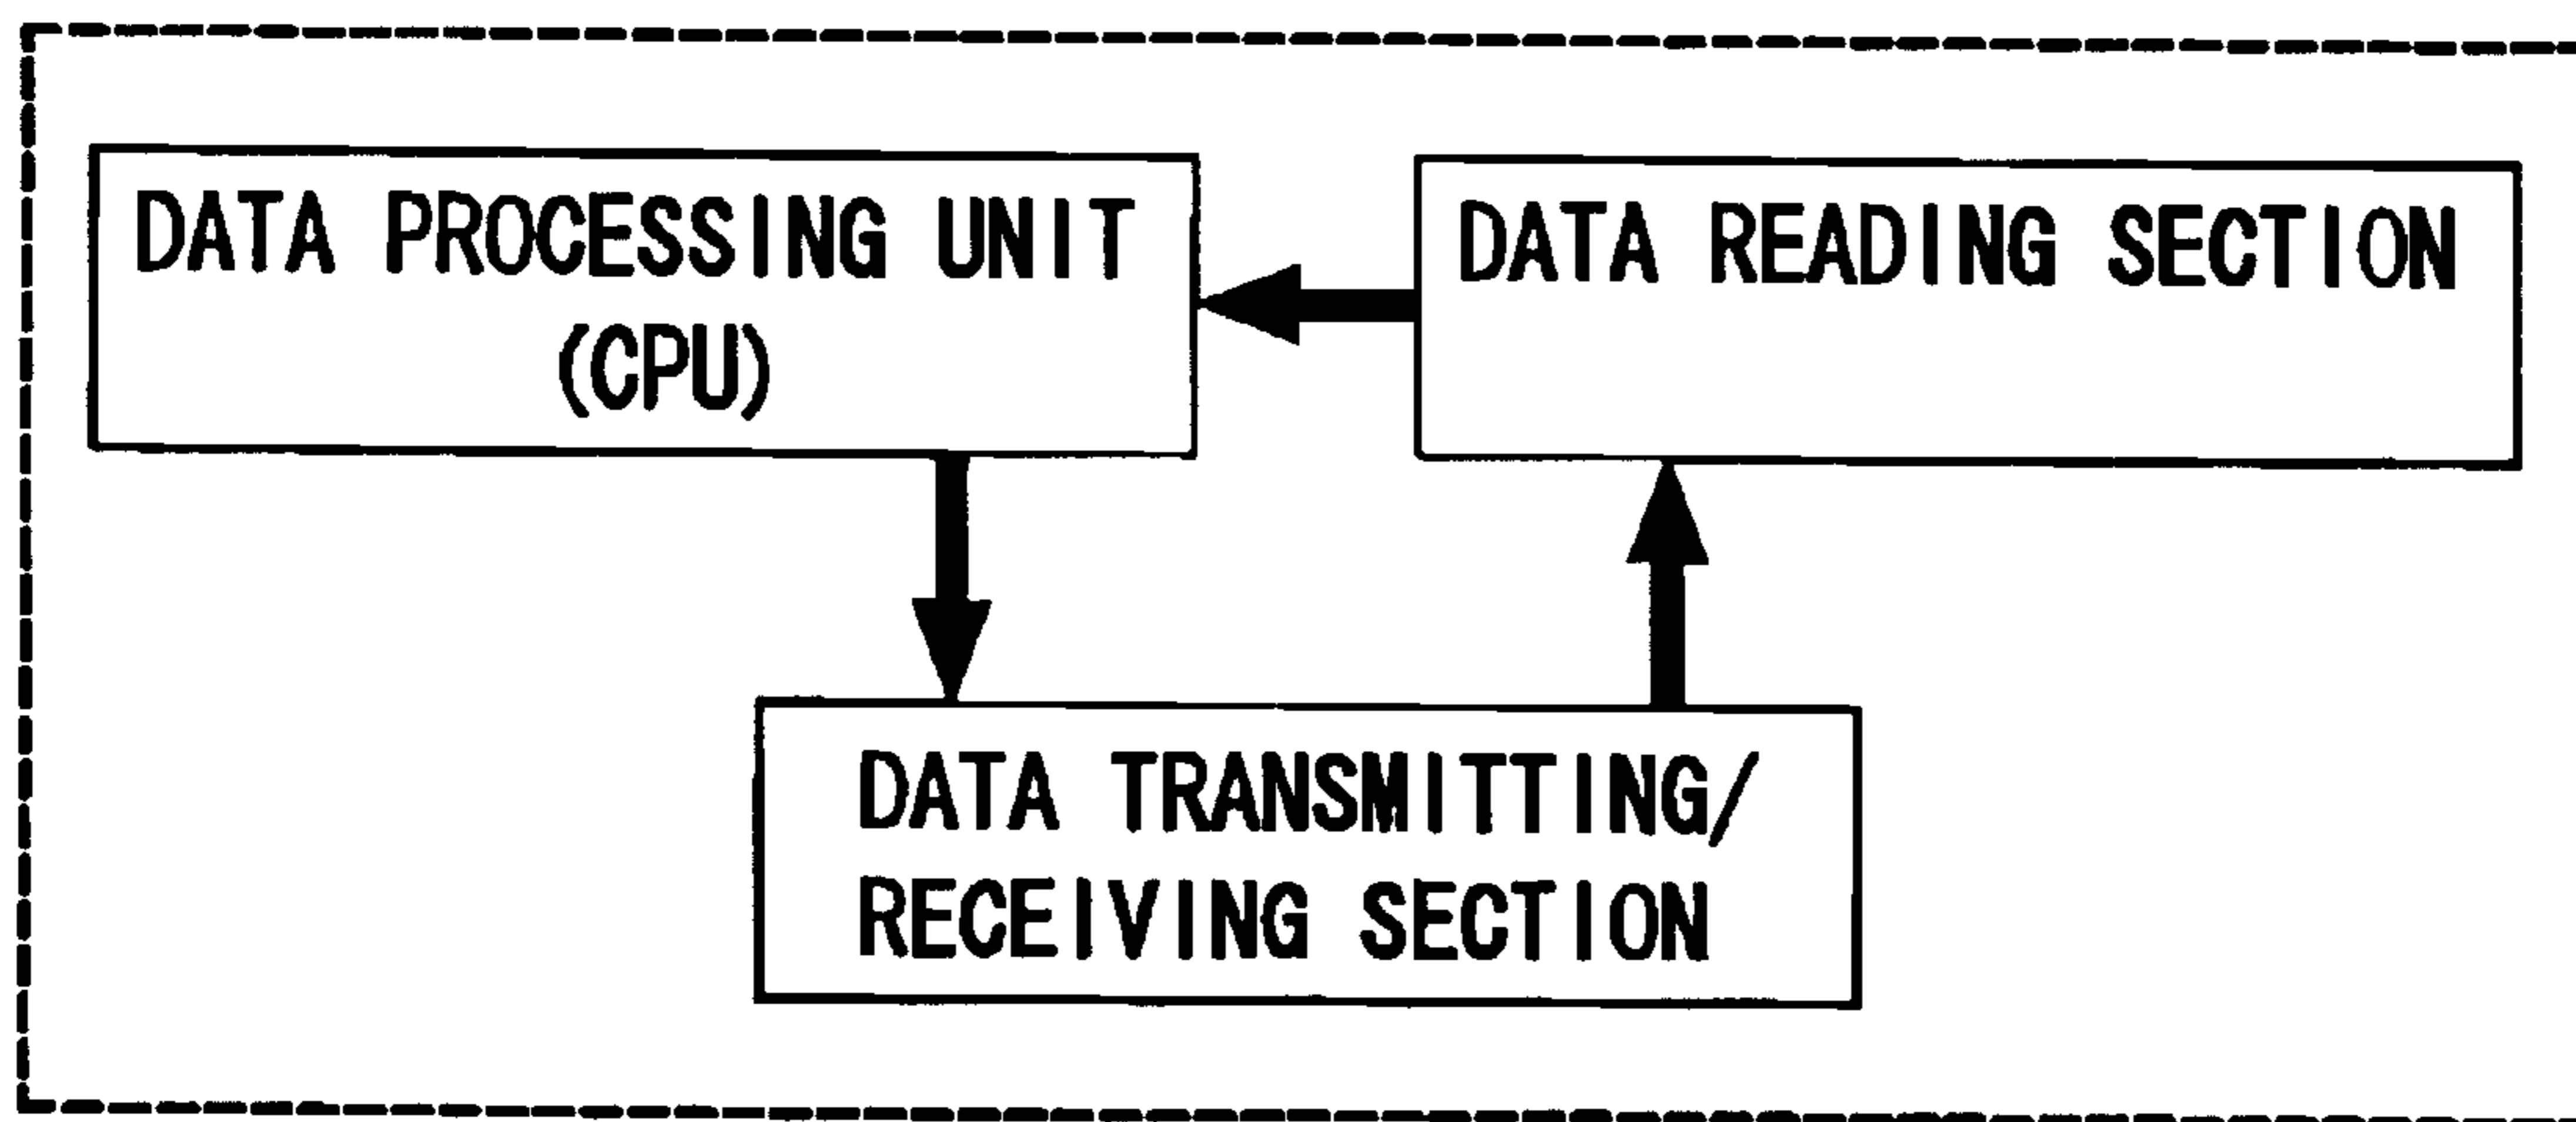 DATA PROCESSING UNIT
(CPU)
DATA READING SECTION
DATA TRANSMITTING/
RECEIVING SECTION